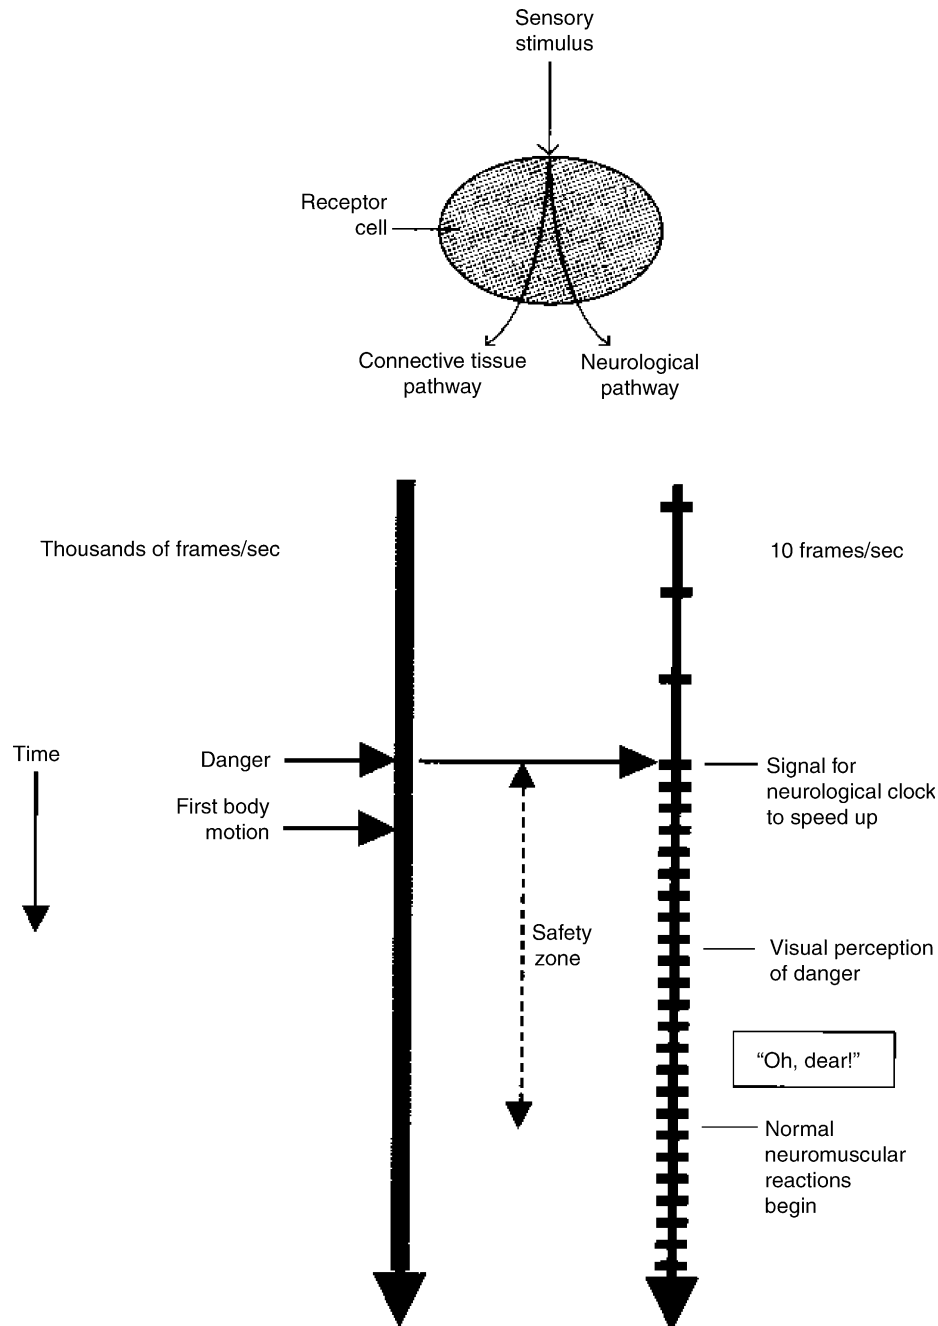 Sensory
stimulus
Receptor
cell
Connective tissue
pathway
Neurological
pathway
Thousands of frames/sec
10 frames/sec
Time
Danger
Signal for
neurological clock
to speed up
First body
motion
Safety
zone
Visual perception
of danger
“Oh, dear!”
Normal
neuromuscular
reactions
begin